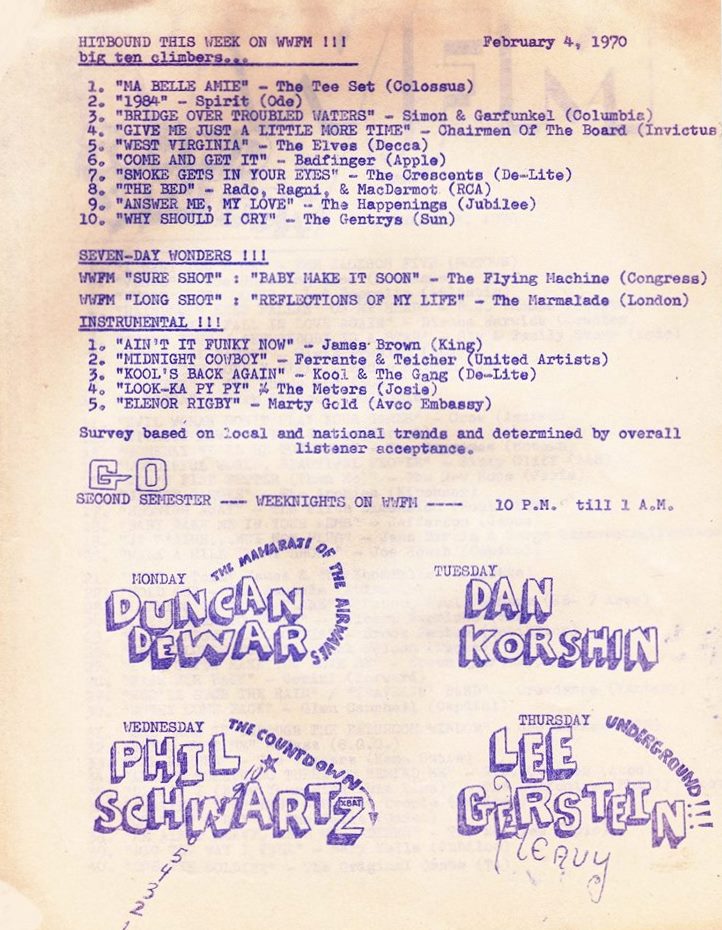 HITBOUND THIS WEEK ON WWFM !!! February 4, 1970
big ten climbers...
1. "MA BELLE AMIE" - The Tee Set (Colossus)
2. "1984" - Spirit (Ode)
3. "BRIDGE OVER TROUBLED WATERS" - Simon & Garfunkel (Columbia)
4. "GIVE ME JUST A LITTLE MORE TIME" - Chairmen Of The Board (Invictus
5. "WEST VIRGINIA" - The Elves (Decca)
6. "COME AND GET IT" - Badfinger (Apple)
7. "SMOKE GETS IN YOUR EYES" - The Crescents (De-Lite)
8. "THE BED" - Rado, Ragni, & MacDermot (RCA)
9. "ANSWER ME, MY LOVE" - The Happenings (Jubilee)
10. "WHY SHOULD I CRY" - The Gentrys (Sun)
SEVEN-DAY WONDERS !!!
WWFM "SURE SHOT" : "BABY MAKE IT SOON" - The Flying Machine (Congress)
WWFM "LONG SHOT" : "REFLECTIONS OF MY LIFE" - The Marmalade (London)
INSTRUMENTAL !!!
1. "AIN'T IT FUNKY NOW" - James Brown (King)
2. "MIDNIGHT COWBOY" - Ferrante & Teicher (United Artists)
3. "KOOL'S BACK AGAIN" - Kool & The Gang (De-Lite)
4. "LOOK-KA PY PY" - The Meters (Josie)
5. "ELENOR RIGBY" - Marty Gold (Avco Embassy)
Survey based on local and national trends and determined by overall
listener acceptance.
GO
SECOND SEMESTER --- WEEKNIGHTS ON WWFM ---- 10 P.M. till 1 A.M.
MONDAY
DUNCAN
DEWAR
THE MAHARATI OF THE AIRWAVES
TUESDAY
DAN
KORSHIN
WEDNESDAY
PHIL
SCHWARTZ
THE COUNTDOWN
5
4
3
2
1
THURSDAY
LEE
GERSTEIN
UNDERGROUND!!!
HEAVY